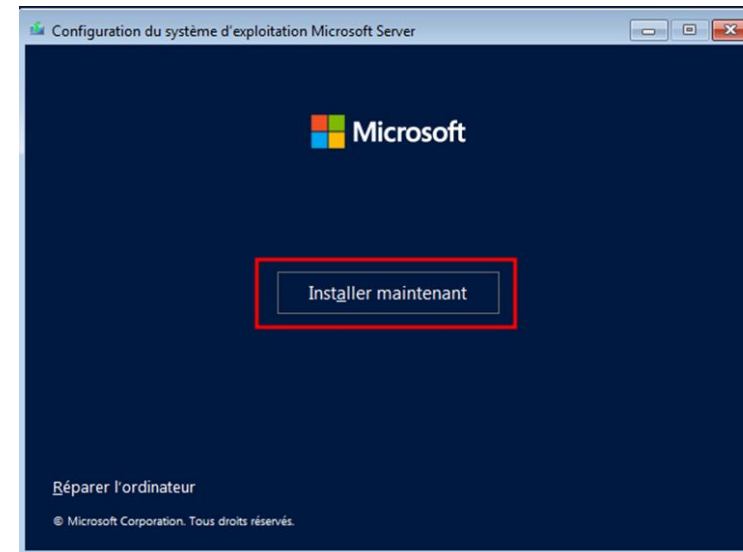 Configuration du système d'exploitation Microsoft Server
Microsoft
Installer maintenant
Réparer l'ordinateur
© Microsoft Corporation. Tous droits réservés.